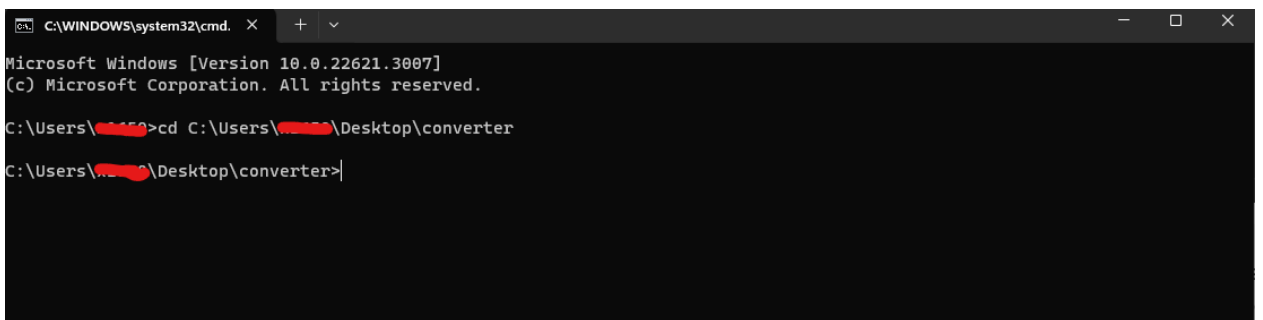 C:\WINDOWS\system32\cmd.
Microsoft Windows [Version 10.0.22621.3007]
(c) Microsoft Corporation. All rights reserved.
C:\Users\ >cd C:\Users\ \Desktop\converter
C:\Users\ \Desktop\converter>